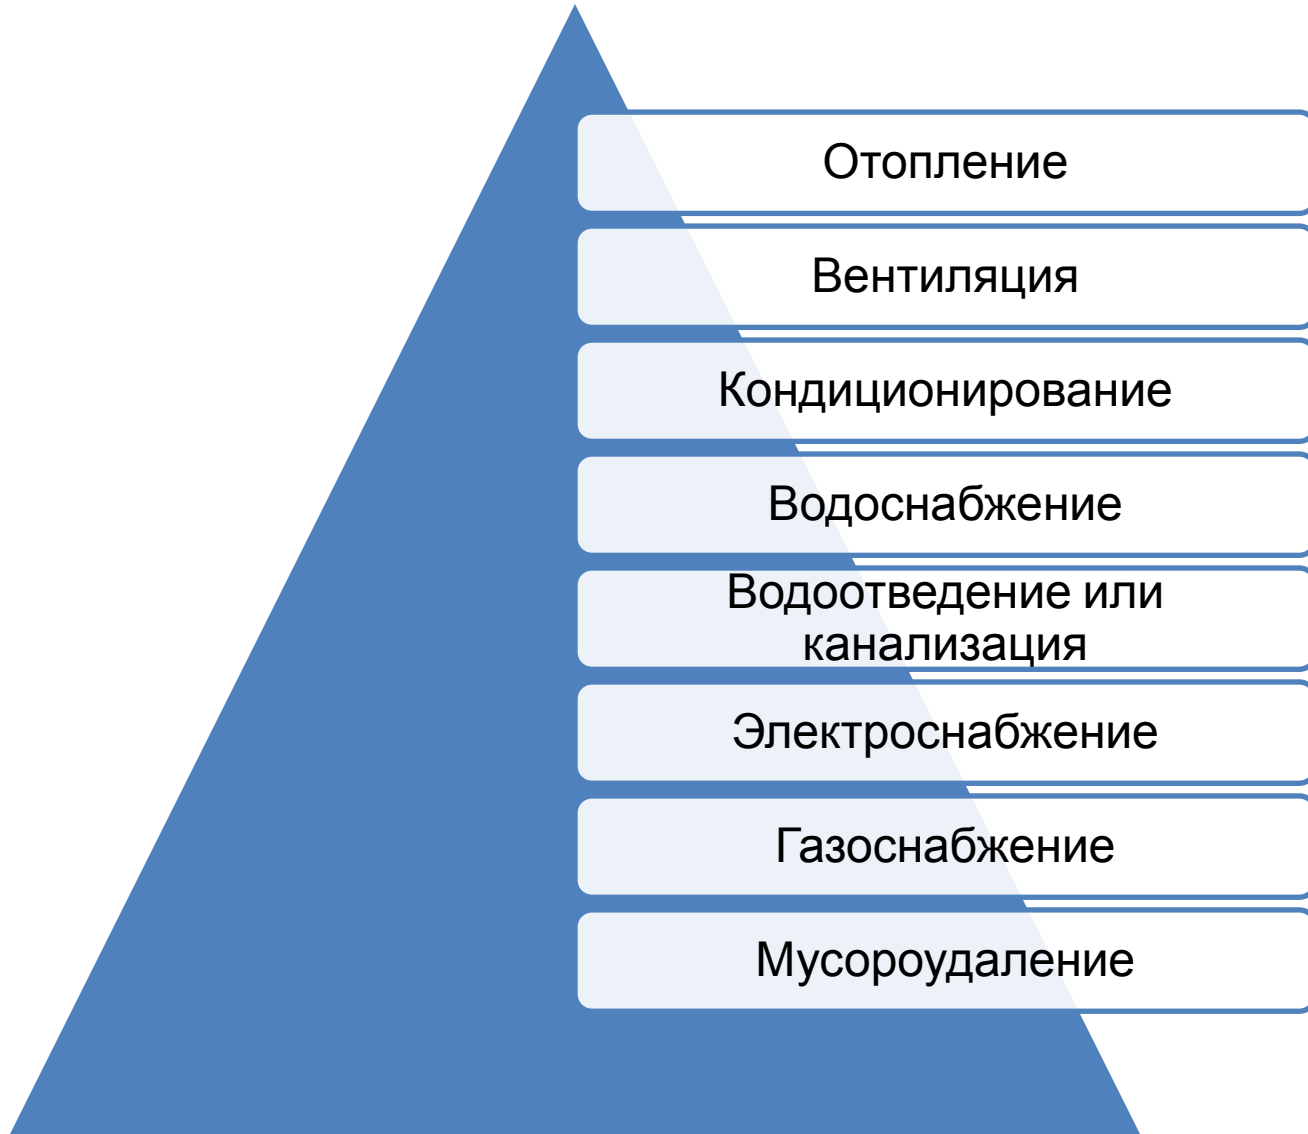 Отопление
Вентиляция
Кондиционирование
Водоснабжение
Водоотведение или
канализация
Электроснабжение
Газоснабжение
Мусороудаление